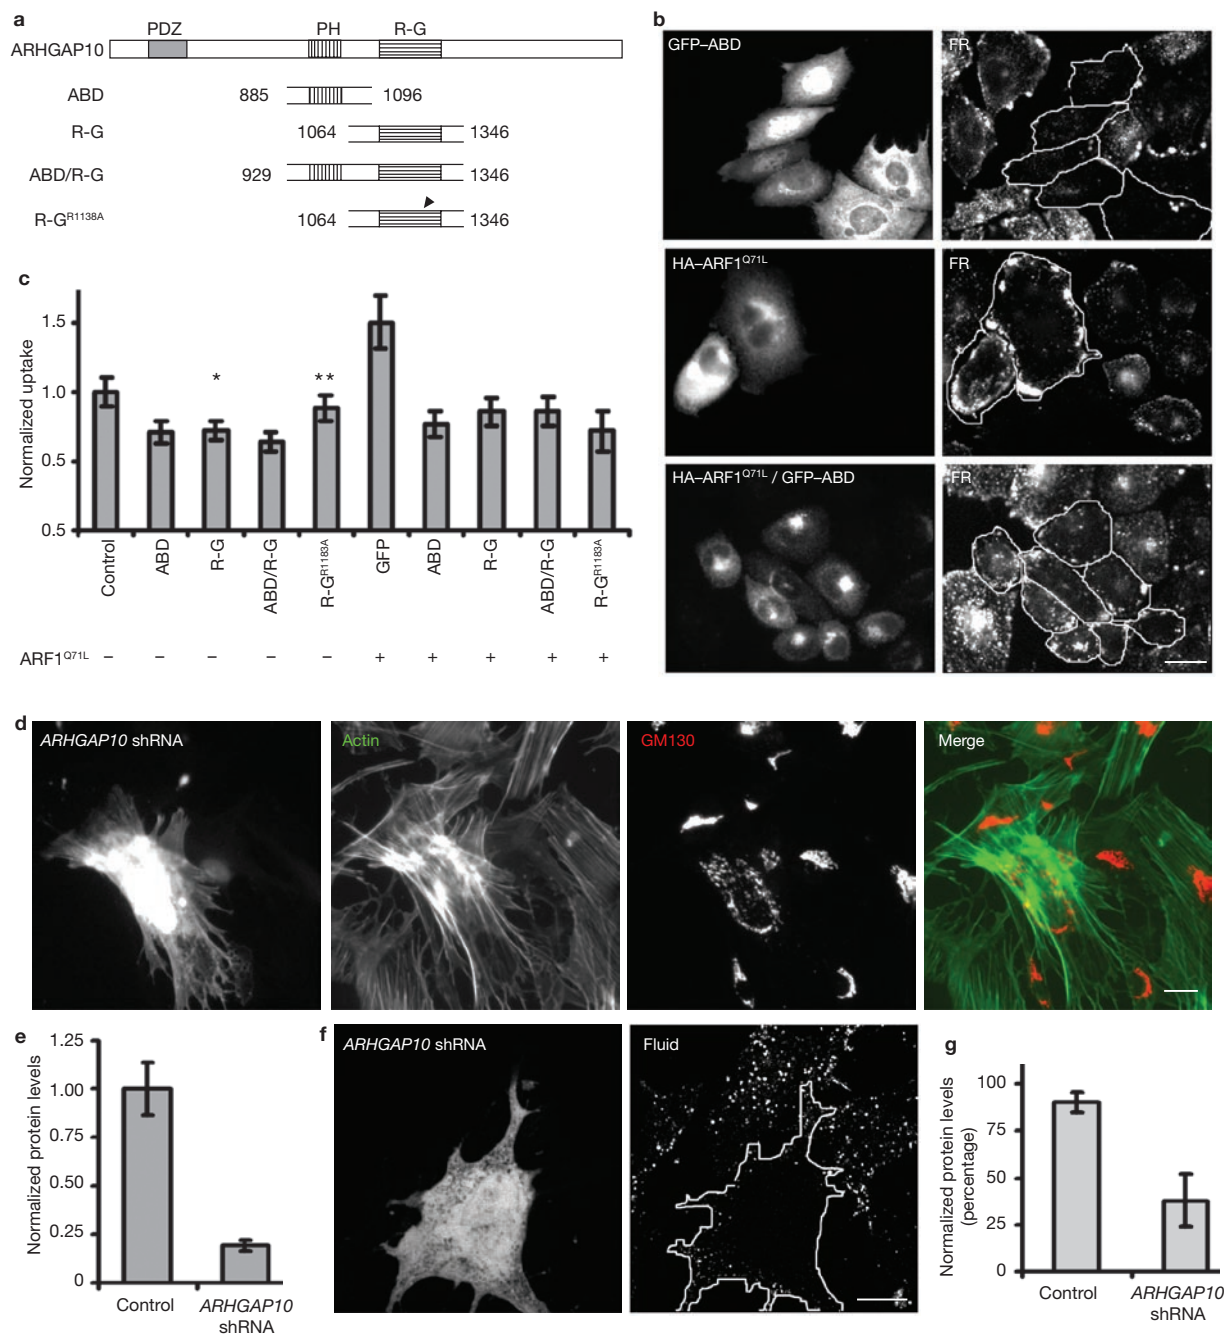 a
PDZ PH R-G
ARHGAP10
ABD 885 1096
R-G 1064 1346
ABD/R-G 929 1346
R-G^R1138A 1064 1346
b
GFP–ABD FR
HA–ARF1^Q71L FR
HA–ARF1^Q71L / GFP–ABD FR
c
Normalized uptake
1.5
1.0
0.5
0.5
* **
Control ABD R-G ABD/R-G R-G^R1183A GFP ABD R-G ABD/R-G R-G^R1183A
ARF1^Q71L – – – – – + + + + +
d
ARHGAP10 shRNA Actin GM130 Merge
e
Normalized protein levels
1.25
1.00
0.75
0.50
0.25
0
Control ARHGAP10
shRNA
f
ARHGAP10 shRNA Fluid
g
Normalized protein levels
(percentage)
100
75
50
25
0
Control ARHGAP10
shRNA